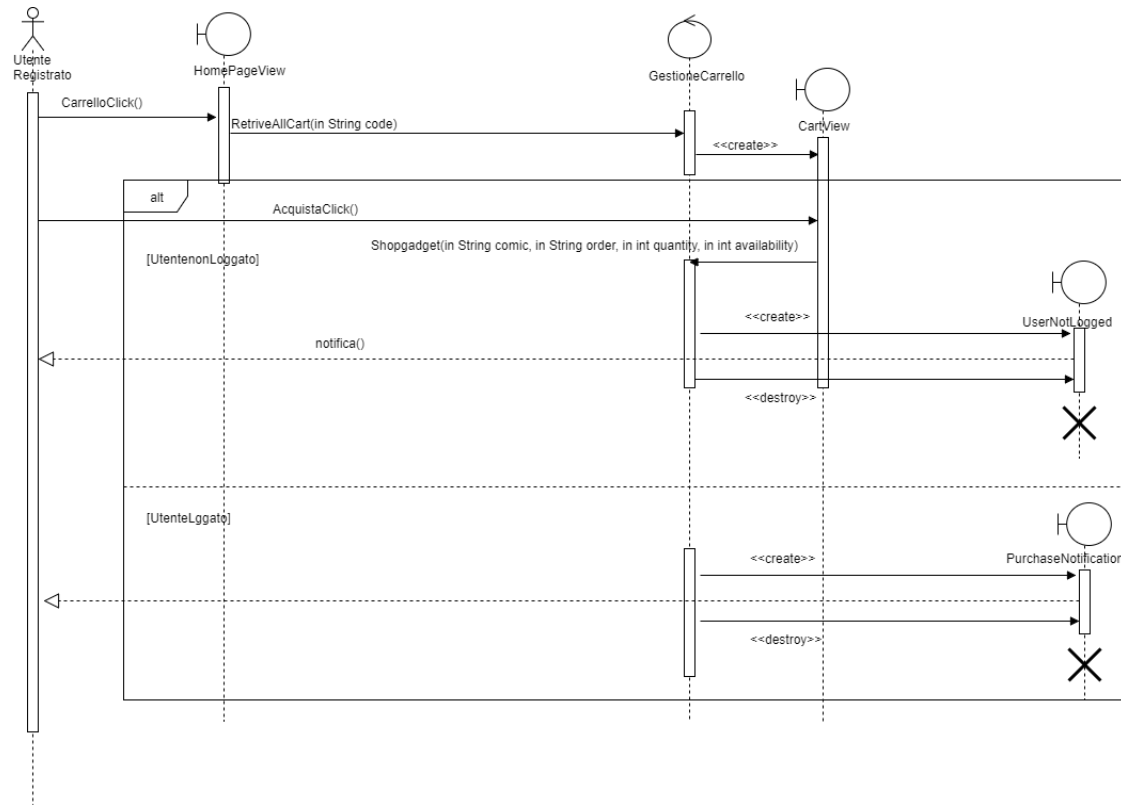 Utente
Registrato
HomePageView
GestioneCarrello
CartView
CarrelloClick()
RetriveAllCart(in String code)
<<create>>
alt
AcquistaClick()
Shopgadget(in String comic, in String order, in int quantity, in int availability)
[UtentenonLoggato]
<<create>>
UserNotLogged
notifica()
<<destroy>>
[UtenteLggato]
<<create>>
PurchaseNotification
<<destroy>>